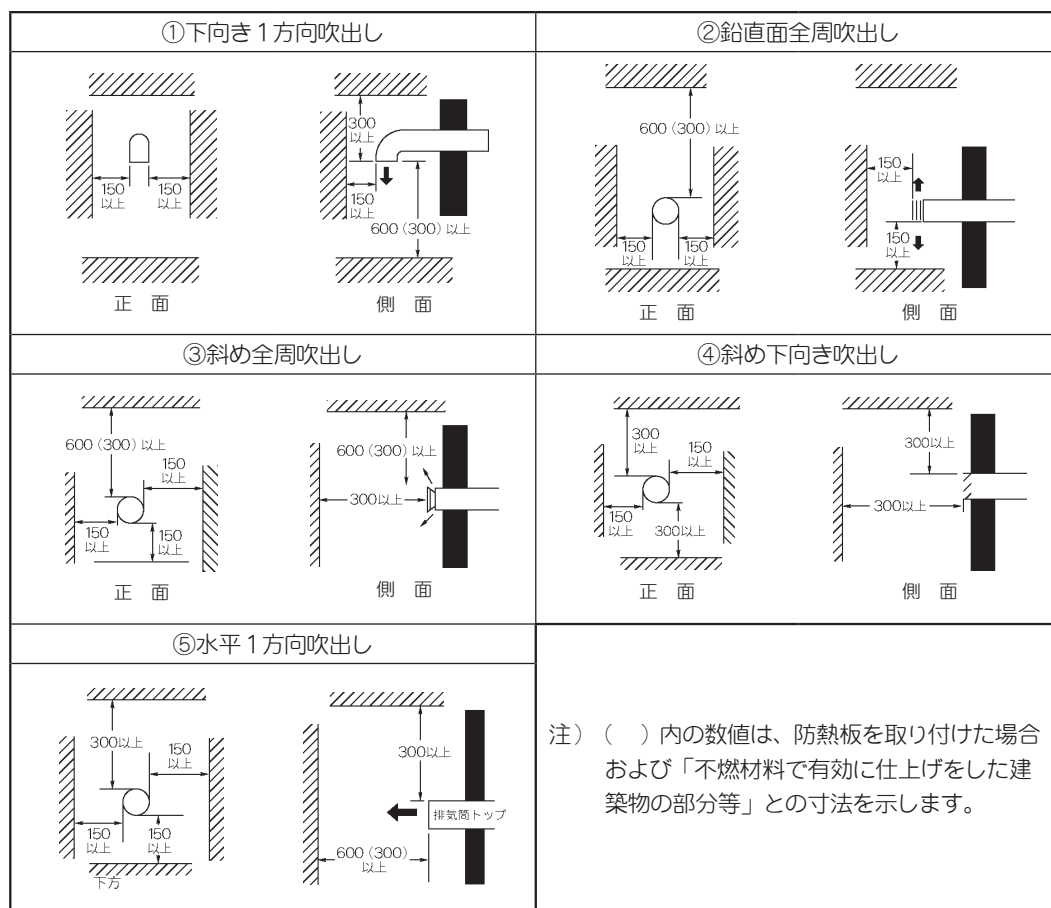 ①下向き１方向吹出し
300
以上
150
以上
150
以上
150
以上
600（300）以上
正　面
側　面
②鉛直面全周吹出し
600（300）以上
150
以上
150
以上
150
以上
150
以上
正　面
側　面
③斜め全周吹出し
600（300）以上
150
以上
150
以上
150
以上
600（300）以上
300以上
正　面
側　面
④斜め下向き吹出し
300
以上
150
以上
150
以上
300以上
300以上
300以上
正　面
側　面
⑤水平１方向吹出し
300以上
150
以上
150
以上
150
以上
下方
300以上
排気筒トップ
600（300）
以上
注）（　）内の数値は、防熱板を取り付けた場合
および「不燃材料で有効に仕上げをした建
築物の部分等」との寸法を示します。